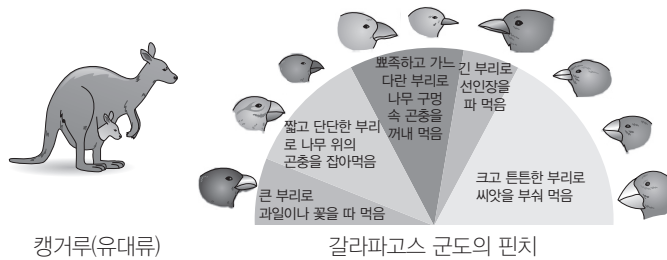 뾰족하고 가느
다란 부리로
나무 구멍
속 곤충을
꺼내 먹음
긴 부리로
선인장을
파 먹음
짧고 단단한 부리
로 나무 위의
곤충을 잡아먹음
크고 튼튼한 부리로
씨앗을 부숴 먹음
큰 부리로
과일이나 꽃을 따 먹음
캥거루(유대류)
갈라파고스 군도의 핀치